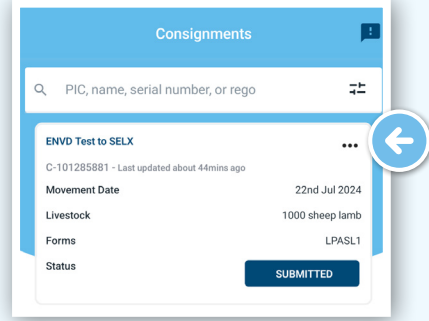 Consignments
PIC, name, serial number, or rego
ENVD Test to SELX
C-101285881 - Last updated about 44mins ago
Movement Date 22nd Jul 2024
Livestock 1000 sheep lamb
Forms LPASL1
Status SUBMITTED